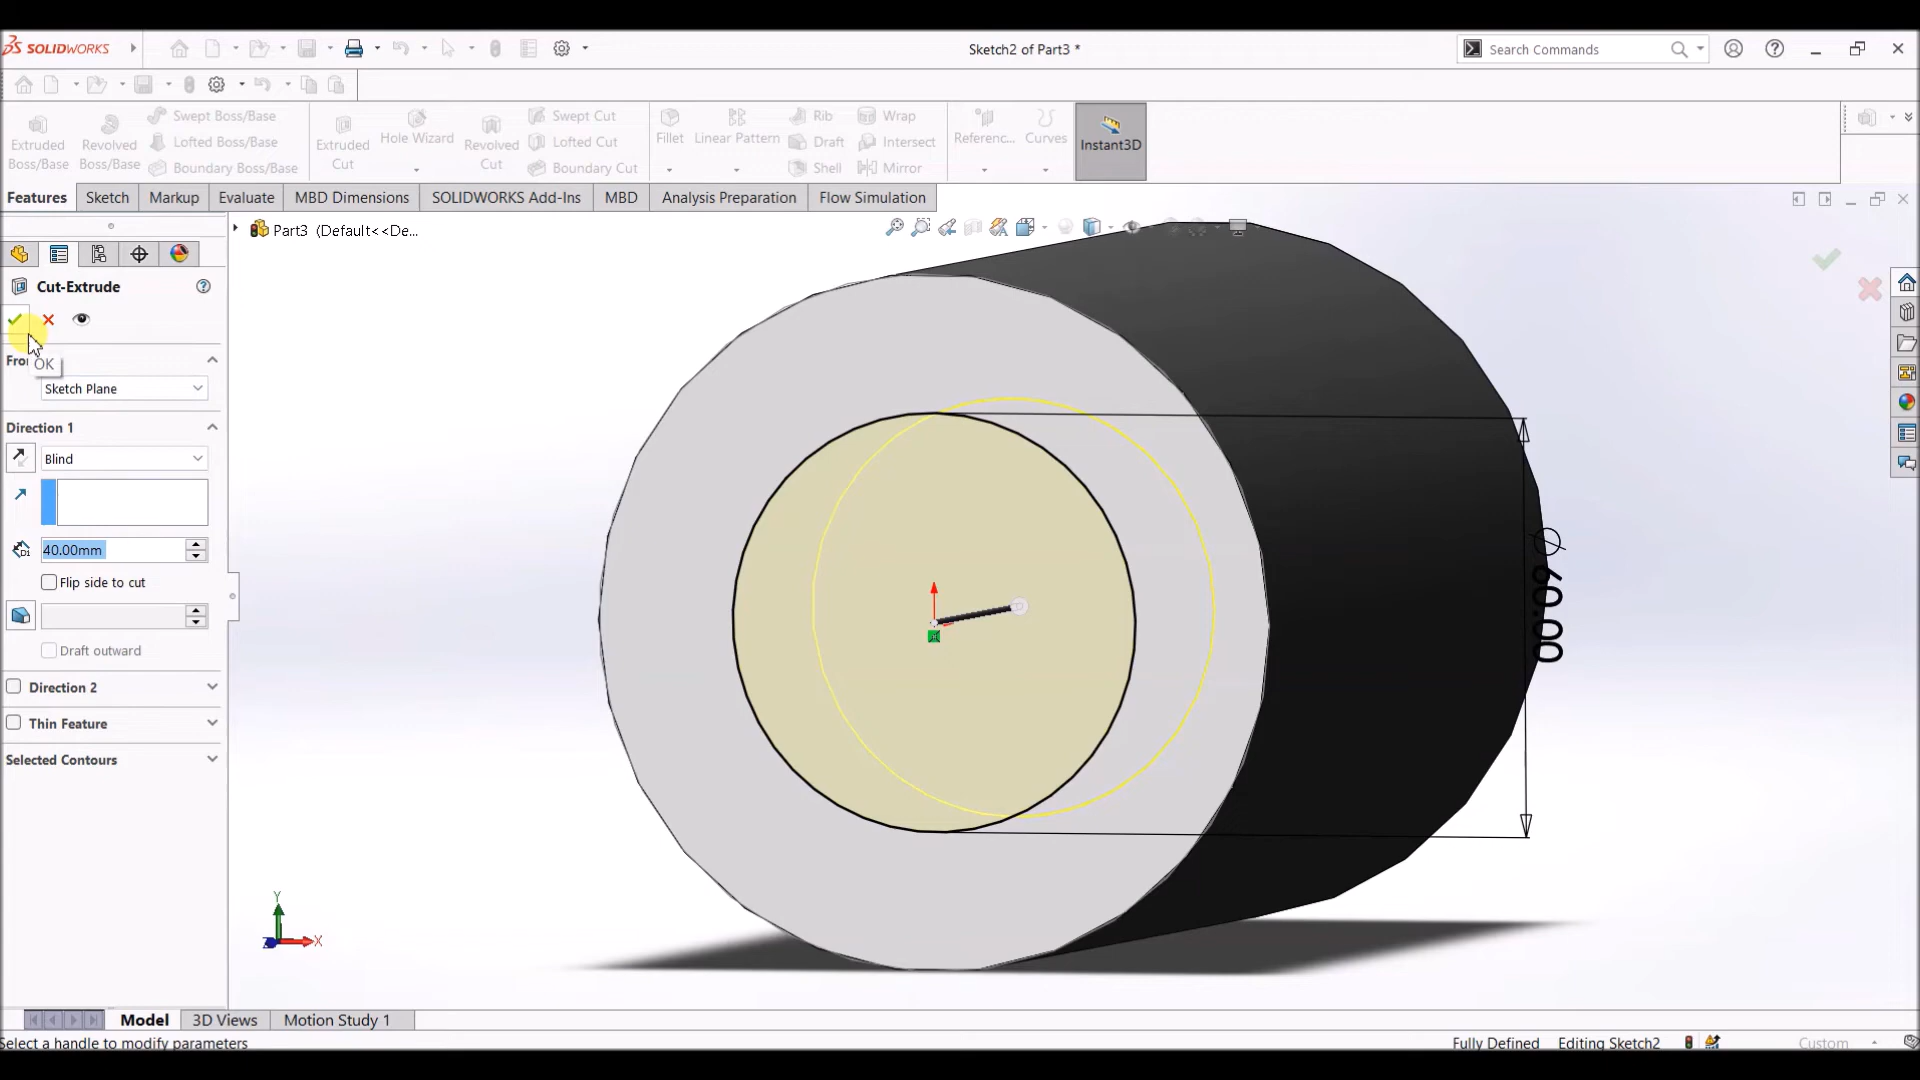 SOLIDWORKS
Sketch2 of Part3 *
Search Commands
Extruded Boss/Base
Revolved Boss/Base
Swept Boss/Base
Lofted Boss/Base
Boundary Boss/Base
Extruded Cut
Hole Wizard
Revolved Cut
Swept Cut
Lofted Cut
Boundary Cut
Fillet
Linear Pattern
Rib
Draft
Shell
Wrap
Intersect
Mirror
Referenc...
Curves
Instant3D
Features
Sketch
Markup
Evaluate
MBD Dimensions
SOLIDWORKS Add-Ins
MBD
Analysis Preparation
Flow Simulation
Part3 (Default<<De...
Cut-Extrude
OK
Sketch Plane
Direction 1
Blind
40.00mm
Flip side to cut
Draft outward
Direction 2
Thin Feature
Selected Contours
Ø 60.00
Y
X
Z
Model
3D Views
Motion Study 1
Select a handle to modify parameters
Fully Defined
Editing Sketch2
Custom